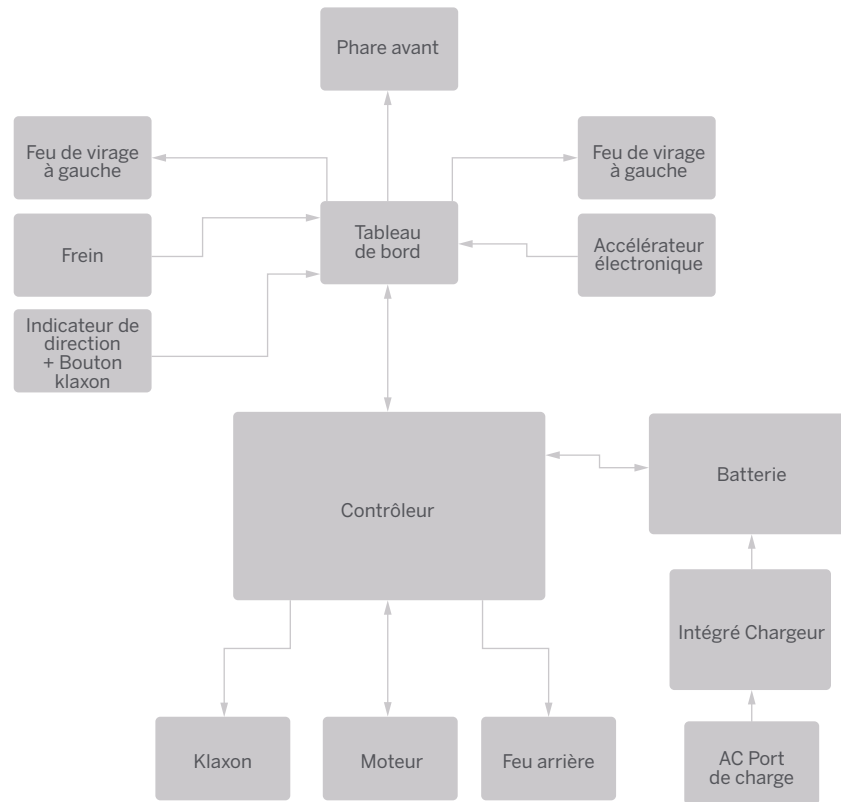 Phare avant
Feu de virage
à gauche
Feu de virage
à gauche
Frein
Tableau
de bord
Accélérateur
électronique
Indicateur de
direction
+ Bouton
klaxon
Contrôleur
Batterie
Intégré Chargeur
Klaxon
Moteur
Feu arrière
AC Port
de charge